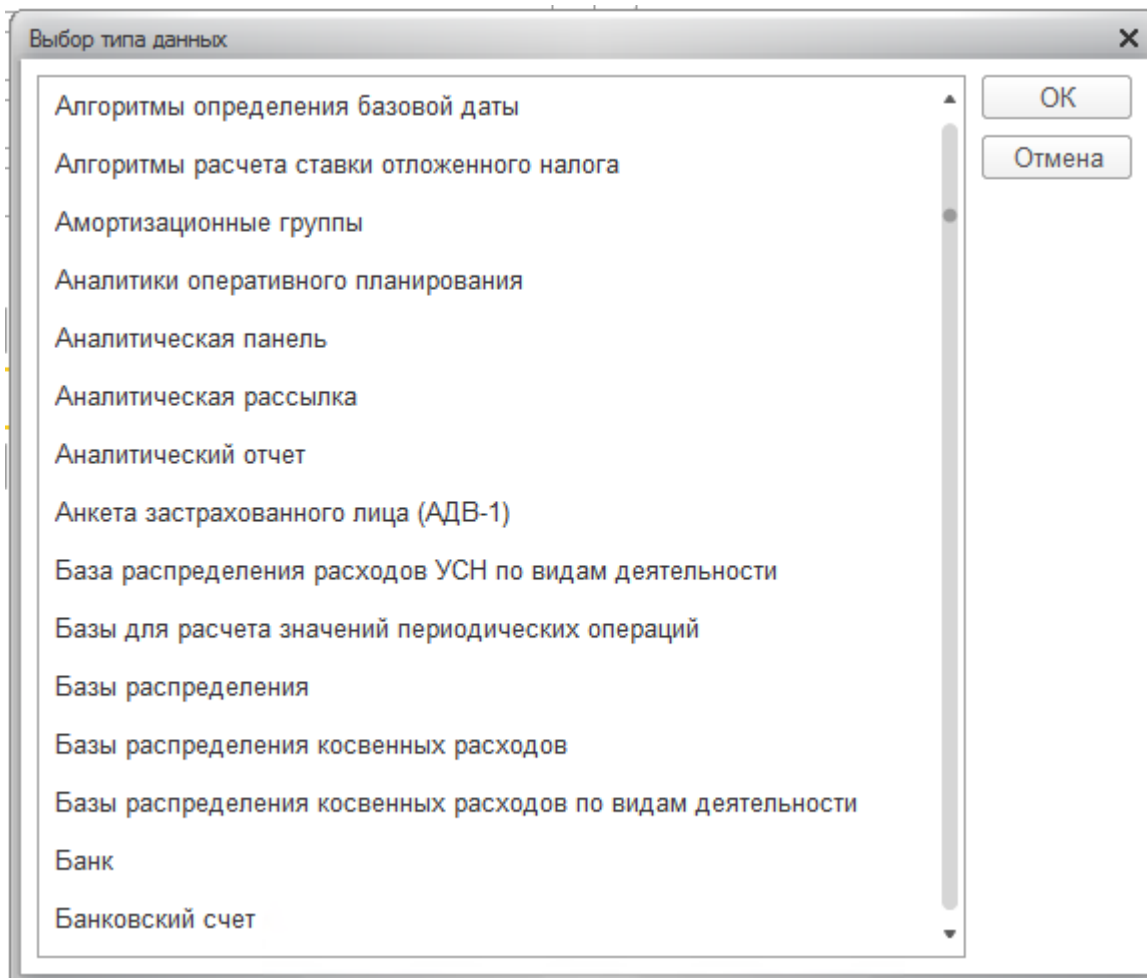 Выбор типа данных
Алгоритмы определения базовой даты
Алгоритмы расчета ставки отложенного налога
Амортизационные группы
Аналитики оперативного планирования
Аналитическая панель
Аналитическая рассылка
Аналитический отчет
Анкета застрахованного лица (АДВ-1)
База распределения расходов УСН по видам деятельности
Базы для расчета значений периодических операций
Базы распределения
Базы распределения косвенных расходов
Базы распределения косвенных расходов по видам деятельности
Банк
Банковский счет
ОК
Отмена